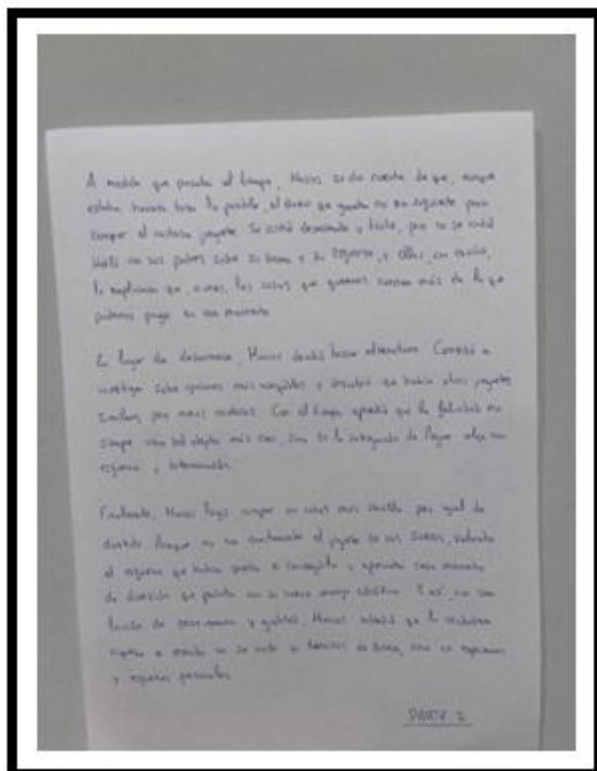 A medida que pasaba el tiempo, Marcos se dio cuenta de que, aunque
estaba haciendo todo lo posible, el dinero que ganaba no era suficiente para
comprar el costoso juguete. Se sintió desanimado y triste, pero no se rindió
sus padres sobre su deseo y su esfuerzo, y ellos, con cariño,
le explicaron que, a veces, las cosas que queremos cuestan más de lo que
podemos pagar en ese momento.
En lugar de desanimarse, Marcos decidió buscar alternativas. Comenzó a
investigar sobre opciones más asequibles y descubrió que había otros juguetes
similares pero menos costosos. Con el tiempo aprendió que la felicidad no
siempre viene del objeto más caro, sino de la satisfacción de lograr algo con
esfuerzo y determinación.
Finalmente, Marcos logró comprar un robot más sencillo pero igual de
divertido. Aunque no era exactamente el juguete de sus sueños, valoraba
el esfuerzo que había puesto en conseguirlo y apreciaba cada momento
de diversión que pasaba con su nuevo amigo robótico. Y así, con una
lección de perseverancia y gratitud, Marcos entendió que la verdadera
riqueza a menudo no se mide en términos de dinero, sino en experiencias
y esfuerzos personales.
PARTE 2